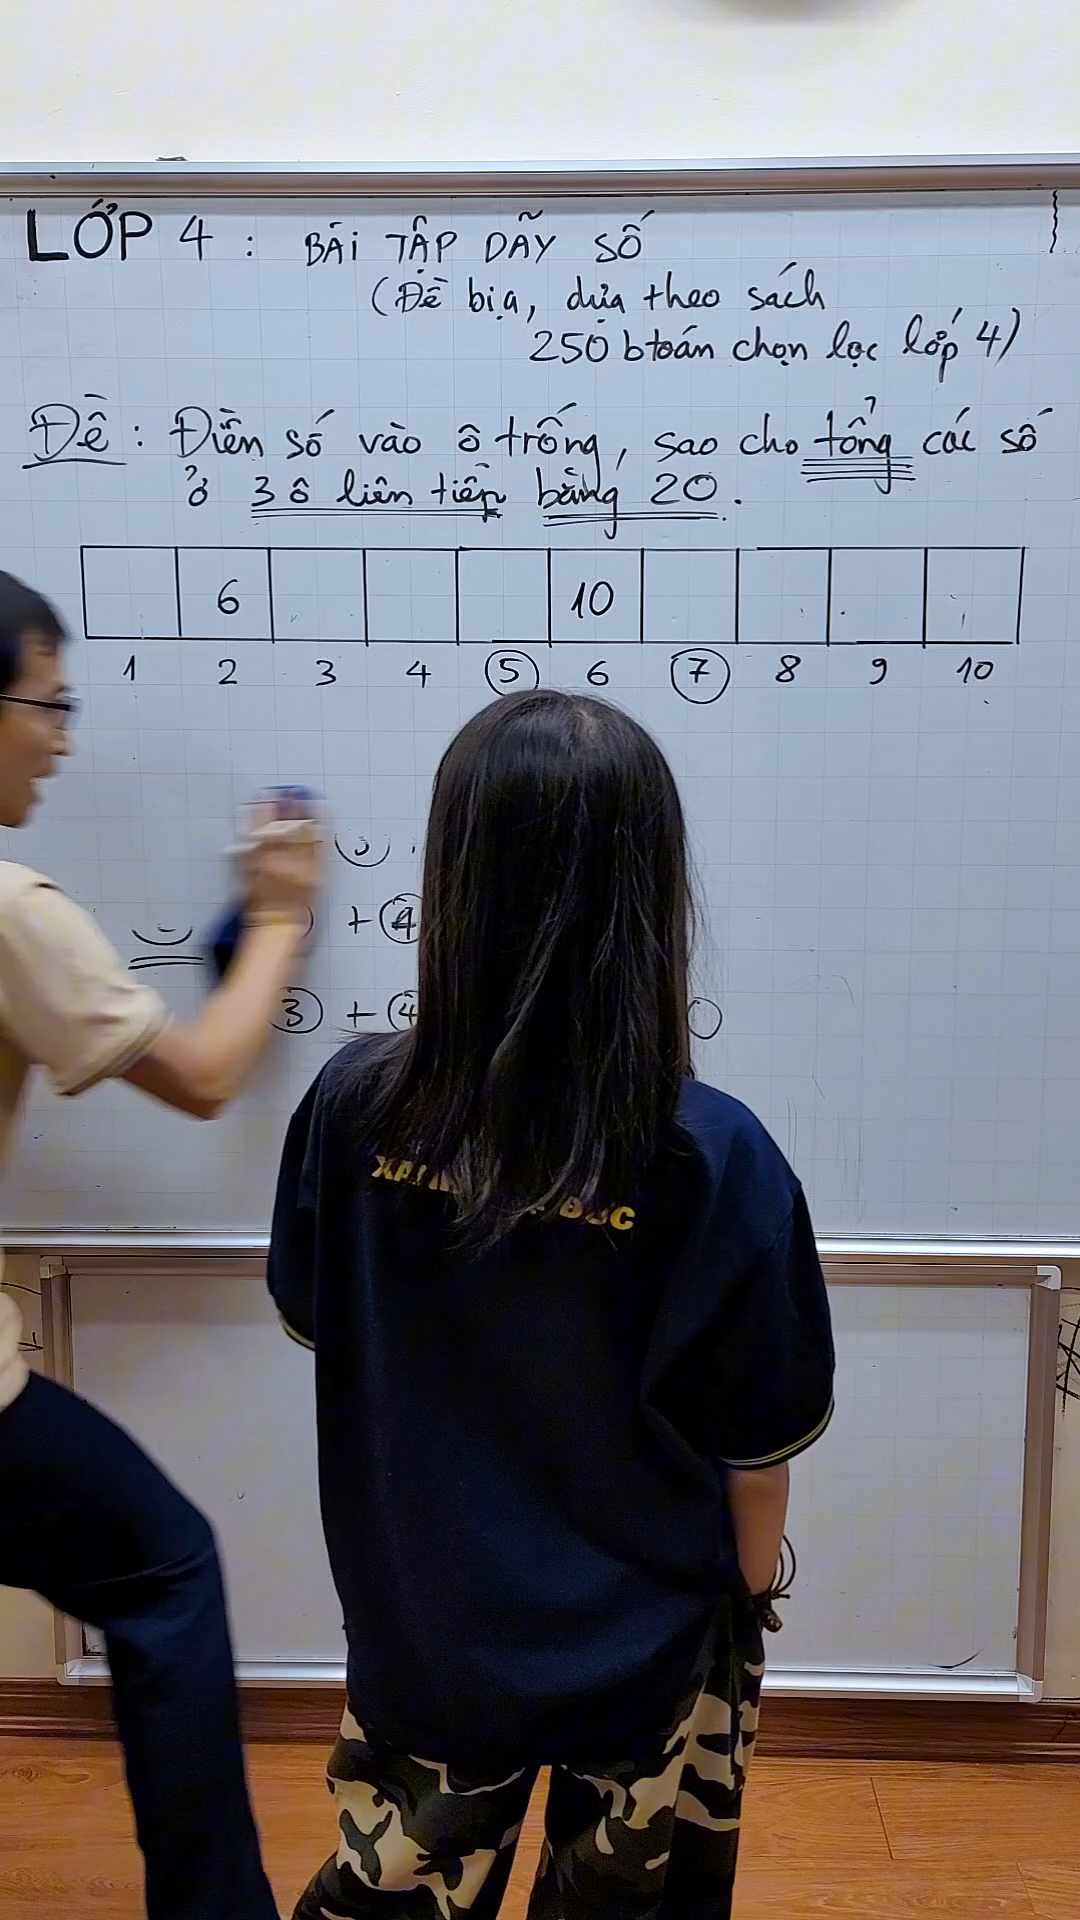 LỚP 4 : BÀI TẬP DÃY SỐ
(Đề bịa, dựa theo sách
250 btoán chọn lọc lớp 4)
Đề : Điền số vào ô trống, sao cho tổng các số
ở 3 ô liên tiếp bằng 20.
6 10
1 2 3 4 5 6 7 8 9 10
+ 4
3 + 4